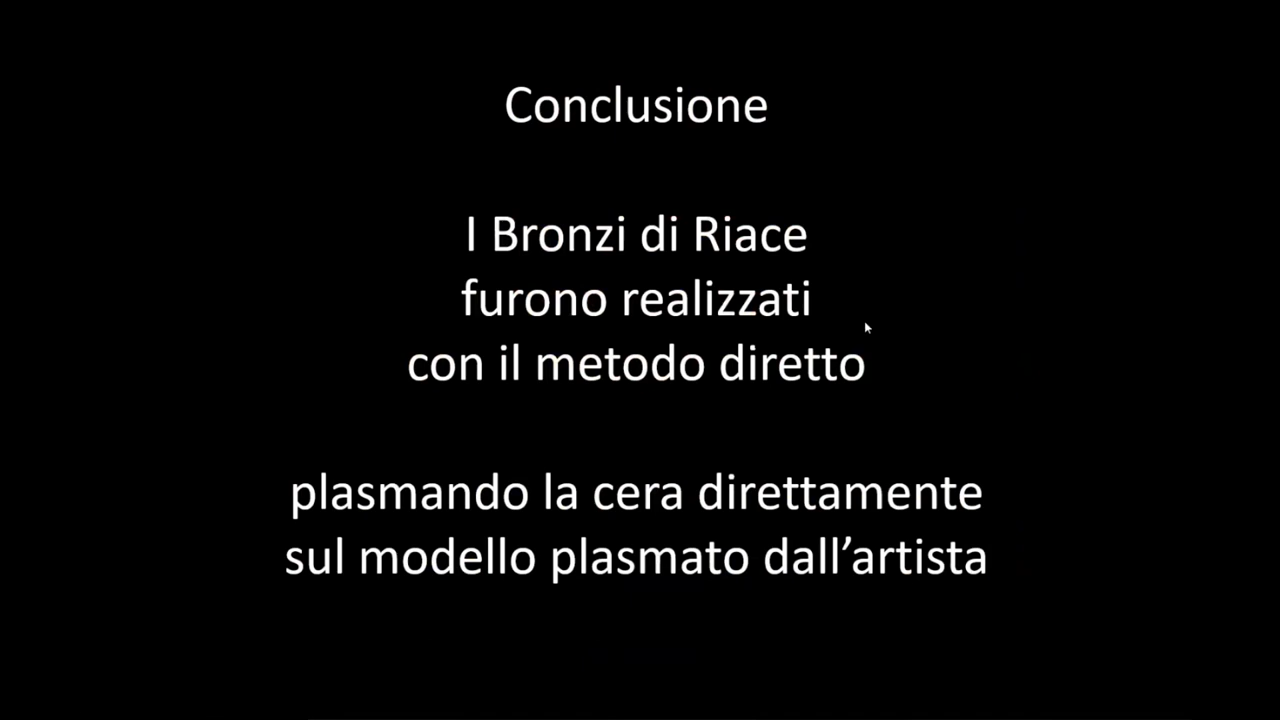 Conclusione
I Bronzi di Riace
furono realizzati
con il metodo diretto
plasmando la cera direttamente
sul modello plasmato dall’artista